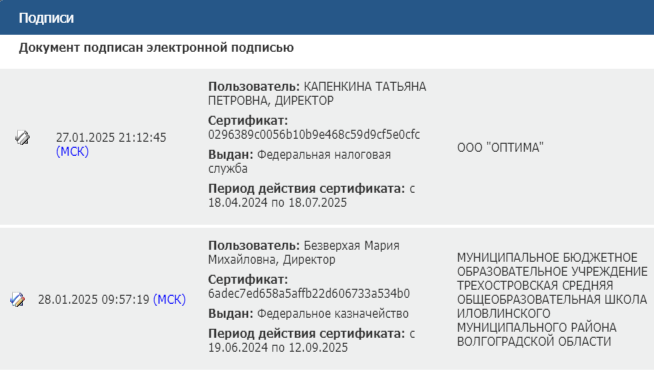 Подписи
Документ подписан электронной подписью
27.01.2025 21:12:45
(МСК)
Пользователь: КАПЕНКИНА ТАТЬЯНА
ПЕТРОВНА, ДИРЕКТОР
Сертификат:
0296389c0056b10b9e468c59d9cf5e0cfc
Выдан: Федеральная налоговая
служба
Период действия сертификата: с
18.04.2024 по 18.07.2025
ООО "ОПТИМА"
28.01.2025 09:57:19 (МСК)
Пользователь: Безверхая Мария
Михайловна, Директор
Сертификат:
6adec7ed658a5affb22d606733a534b0
Выдан: Федеральное казначейство
Период действия сертификата: с
19.06.2024 по 12.09.2025
МУНИЦИПАЛЬНОЕ БЮДЖЕТНОЕ
ОБРАЗОВАТЕЛЬНОЕ УЧРЕЖДЕНИЕ
ТРЕХОСТРОВСКАЯ СРЕДНЯЯ
ОБЩЕОБРАЗОВАТЕЛЬНАЯ ШКОЛА
ИЛОВЛИНСКОГО
МУНИЦИПАЛЬНОГО РАЙОНА
ВОЛГОГРАДСКОЙ ОБЛАСТИ